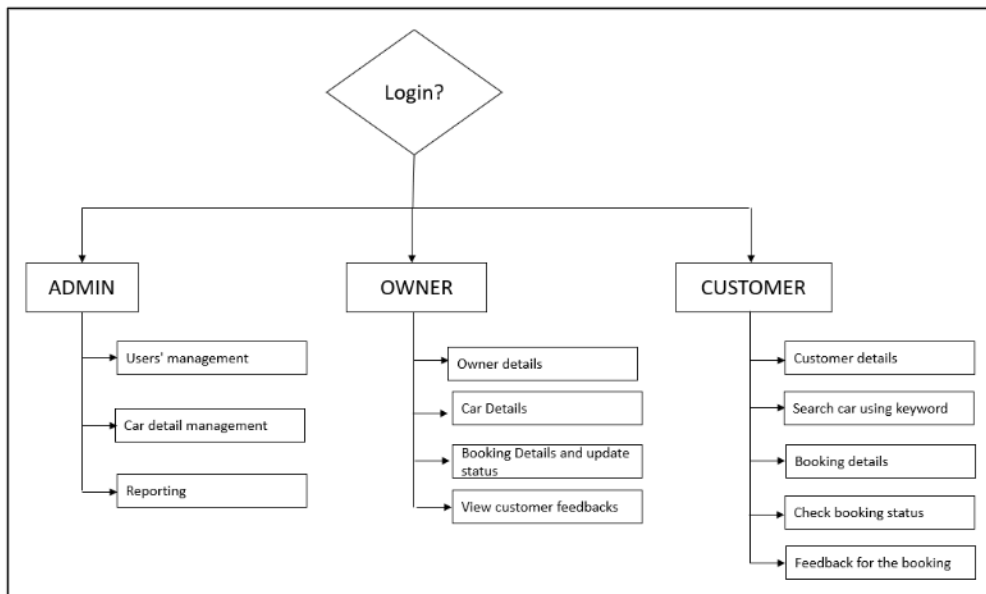 Login?
ADMIN
OWNER
CUSTOMER
Users' management
Car detail management
Reporting
Owner details
Car Details
Booking Details and update
status
View customer feedbacks
Customer details
Search car using keyword
Booking details
Check booking status
Feedback for the booking